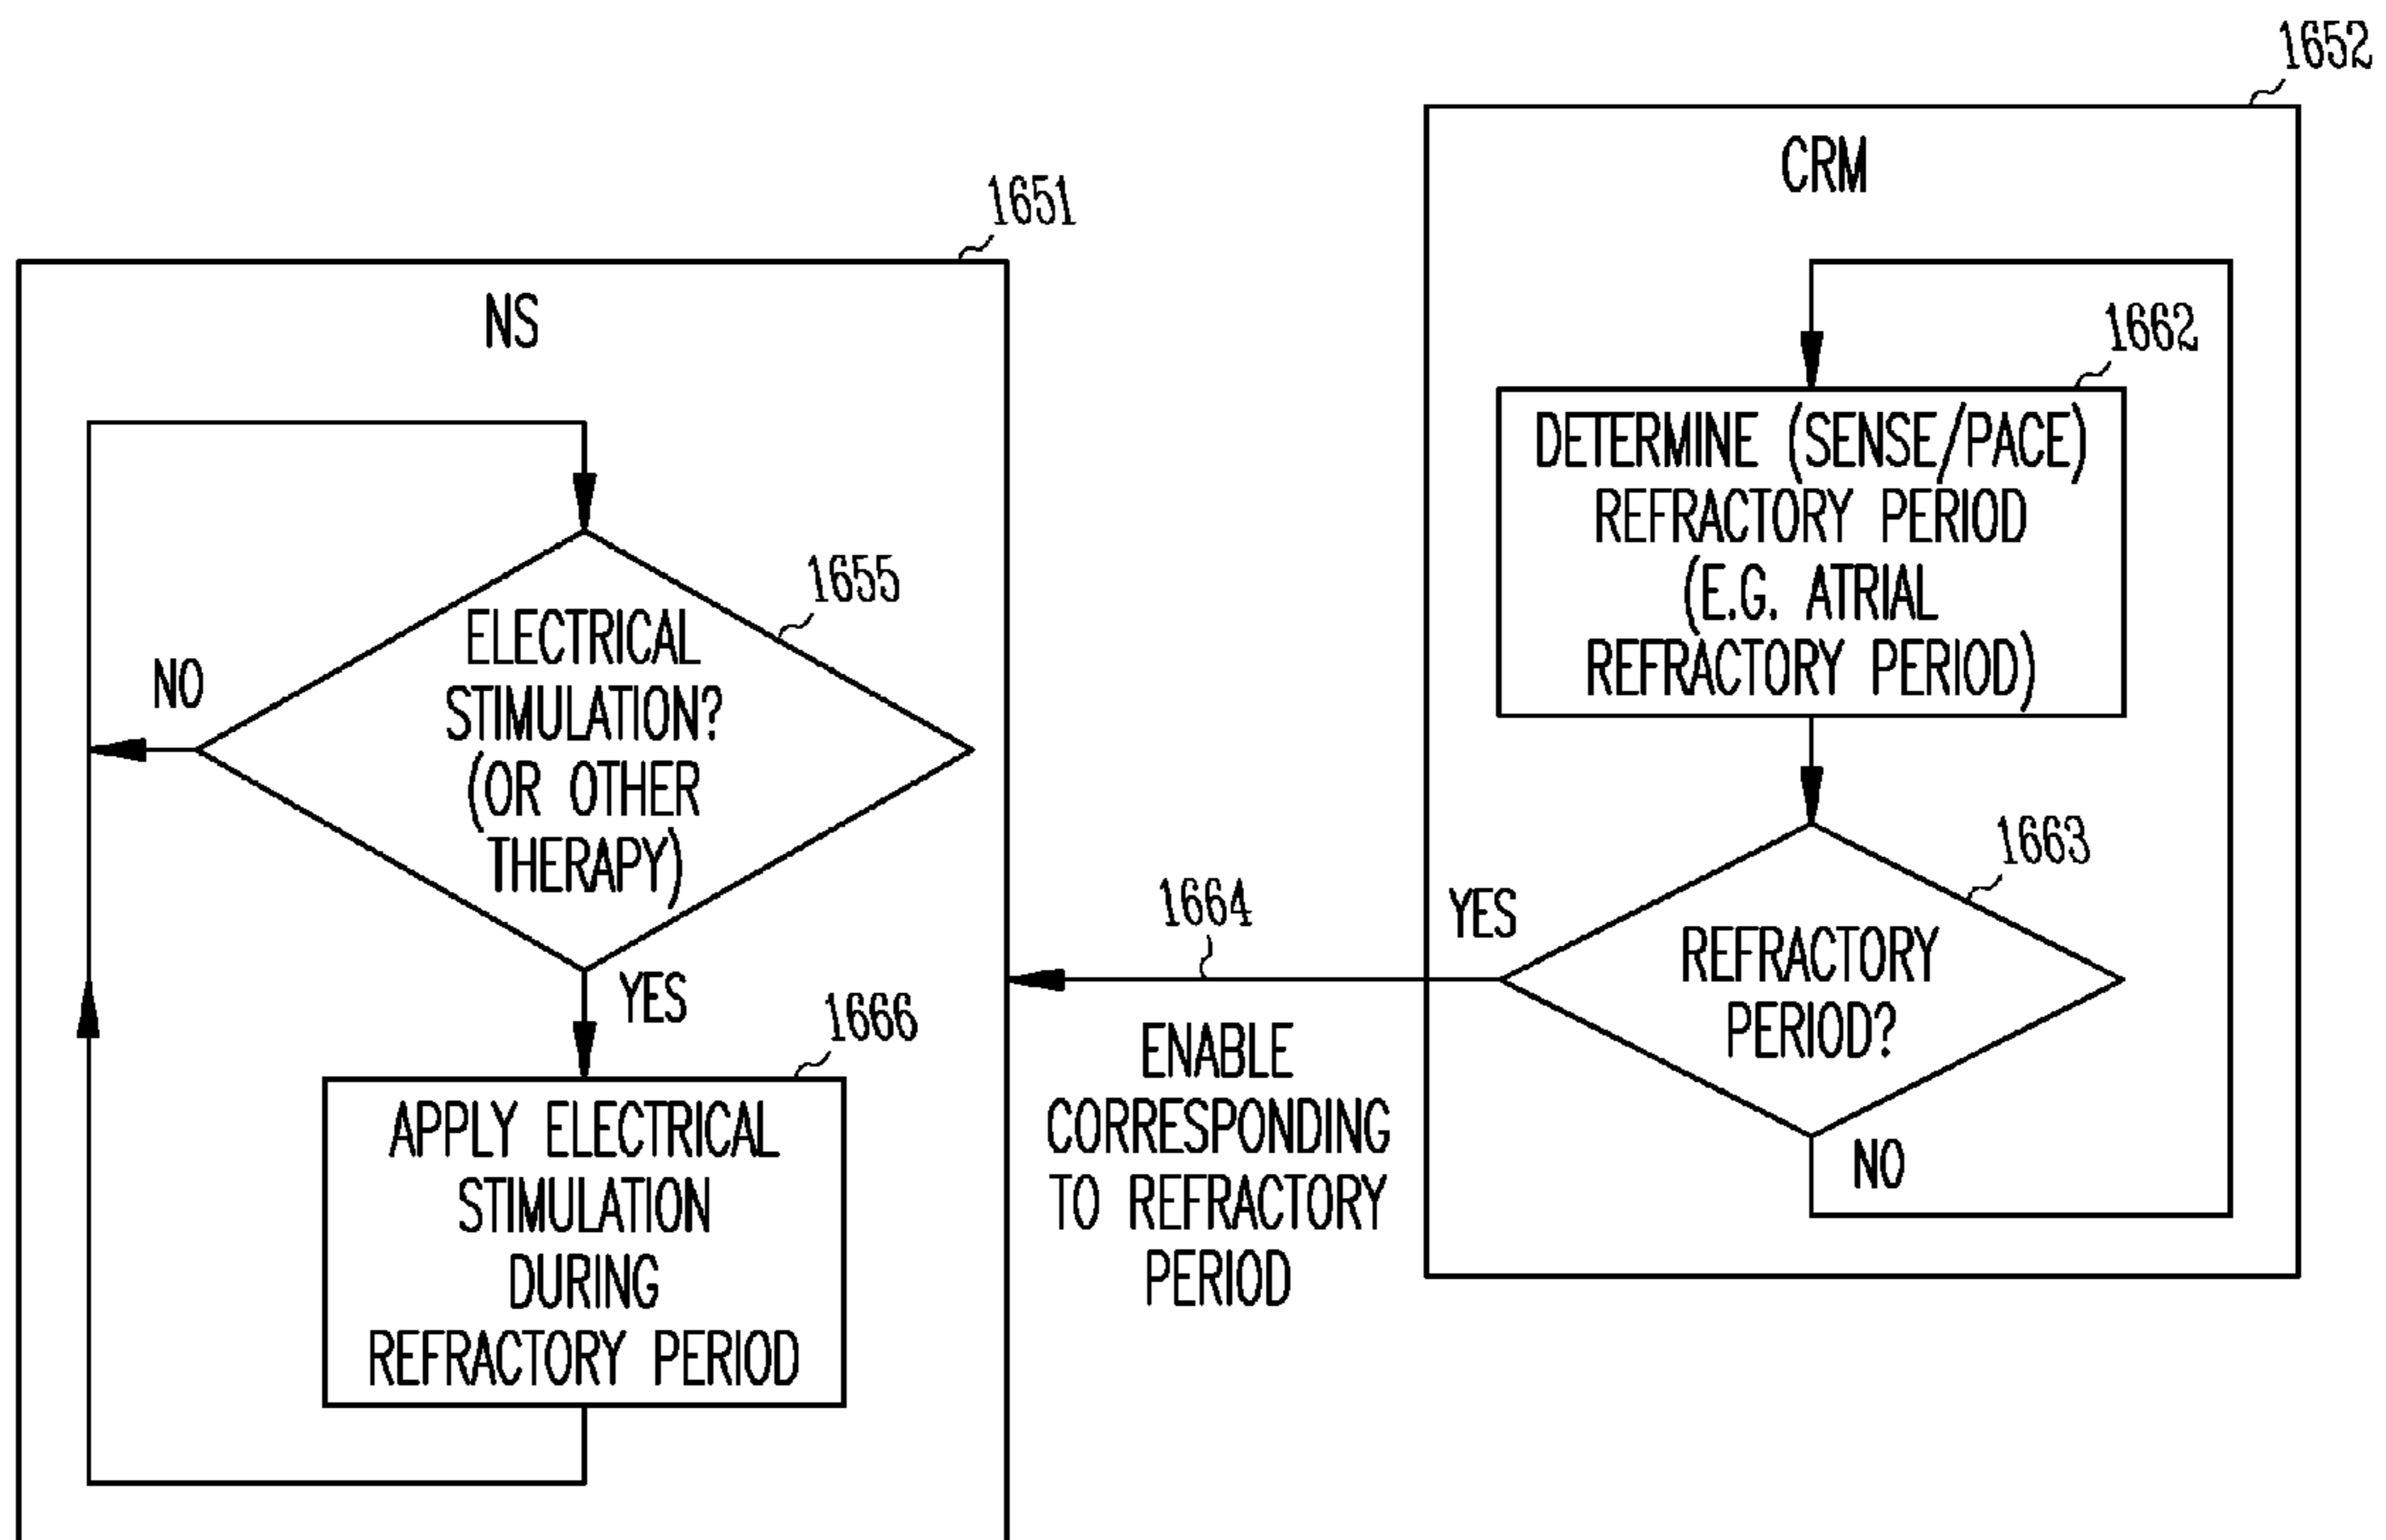 1652
CRM
1651
NS
1662
DETERMINE (SENSE/PACE)
REFRACTORY PERIOD
(E.G. ATRIAL
REFRACTORY PERIOD)
1655
ELECTRICAL
STIMULATION?
(OR OTHER
THERAPY)
NO
YES
1666
APPLY ELECTRICAL
STIMULATION
DURING
REFRACTORY PERIOD
1664
ENABLE
CORRESPONDING
TO REFRACTORY
PERIOD
YES
1663
REFRACTORY
PERIOD?
NO